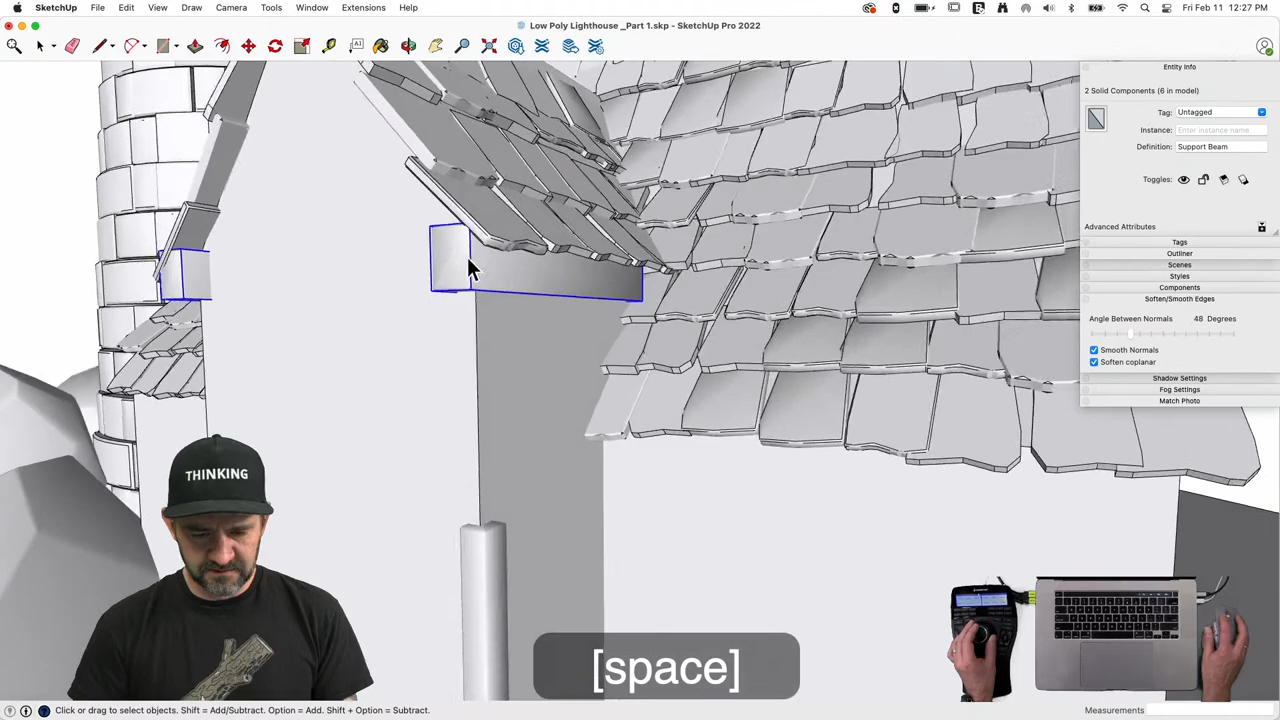 SketchUp File Edit View Draw Camera Tools Window Extensions Help
Fri Feb 11 12:27 PM
Low Poly Lighthouse _Part 1.skp - SketchUp Pro 2022
Entity Info
2 Solid Components (6 in model)
Tag: Untagged
Instance: Enter instance name
Definition: Support Beam
Toggles:
Advanced Attributes
Tags
Outliner
Scenes
Styles
Components
Soften/Smooth Edges
Angle Between Normals 48 Degrees
Smooth Normals
Soften coplanar
Shadow Settings
Fog Settings
Match Photo
THINKING
[space]
Click or drag to select objects. Shift = Add/Subtract. Option = Add. Shift + Option = Subtract.
Measurements